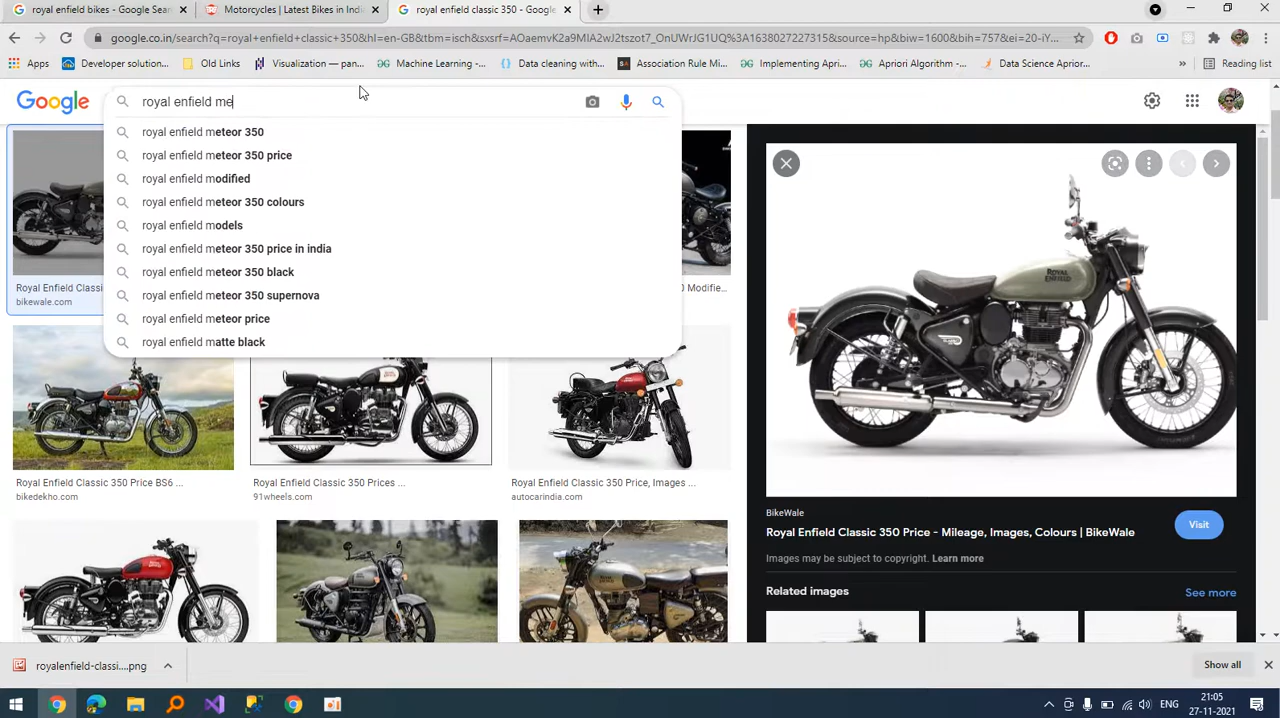 royal enfield bikes - Google Sear
Motorcycles | Latest Bikes in Indi
royal enfield classic 350 - Google
google.co.in/search?q=royal+enfield+classic+350&hl=en-GB&tbm=isch&sxsrf=AOaemvK2a9MIA2wJ2tszot7_OnUWrJG1UQ%3A1638027227315&source=hp&biw=1600&bih=757&ei=20-iY...
Apps
Developer solution...
Old Links
Visualization — pan...
Machine Learning -...
Data cleaning with...
Association Rule Mi...
Implementing Apri...
Apriori Algorithm -...
Data Science Apriori...
»
Reading list
Google
royal enfield me
royal enfield meteor 350
royal enfield meteor 350 price
royal enfield modified
royal enfield meteor 350 colours
royal enfield models
royal enfield meteor 350 price in india
royal enfield meteor 350 black
royal enfield meteor 350 supernova
royal enfield meteor price
royal enfield matte black
Royal Enfield Classi
bikewale.com
0 Modifie...
Royal Enfield Classic 350 Price BS6 ...
bikedekho.com
Royal Enfield Classic 350 Prices ...
91wheels.com
Royal Enfield Classic 350 Price, Images ...
autocarindia.com
ROYAL
ENFIELD
BikeWale
Royal Enfield Classic 350 Price - Mileage, Images, Colours | BikeWale
Visit
Images may be subject to copyright. Learn more
Related images
See more
royalenfield-classi....png
Show all
ENG
21:05
27-11-2021